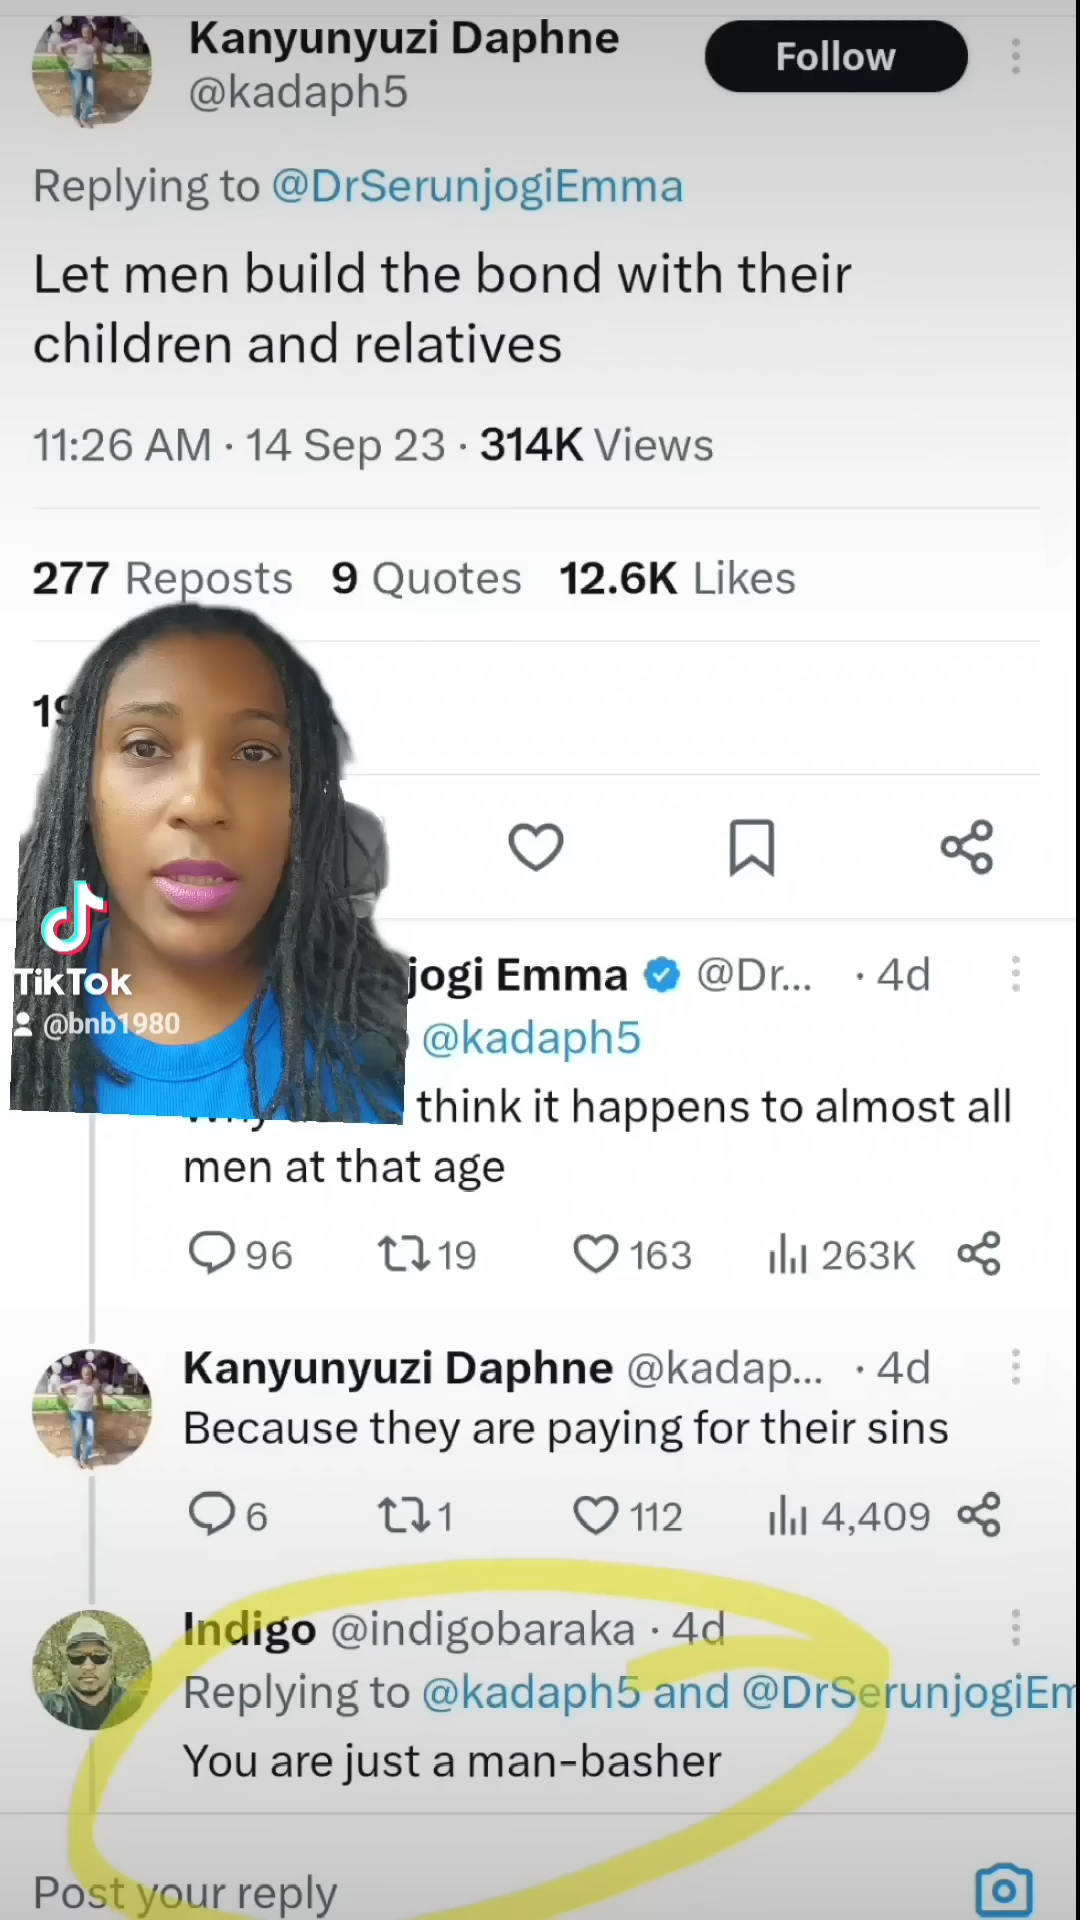 Kanyunyuzi Daphne
Follow
@kadaph5
Replying to @DrSerunjogiEmma
Let men build the bond with their
children and relatives
11:26 AM · 14 Sep 23 · 314K Views
277 Reposts 9 Quotes 12.6K Likes
TikTok
@bnb1980
jogi Emma @Dr... · 4d
@kadaph5
think it happens to almost all
men at that age
96 19 163 263K
Kanyunyuzi Daphne @kadap... · 4d
Because they are paying for their sins
6 1 112 4,409
Indigo @indigobaraka · 4d
Replying to @kadaph5 and @DrSerunjogiEm
You are just a man-basher
Post your reply